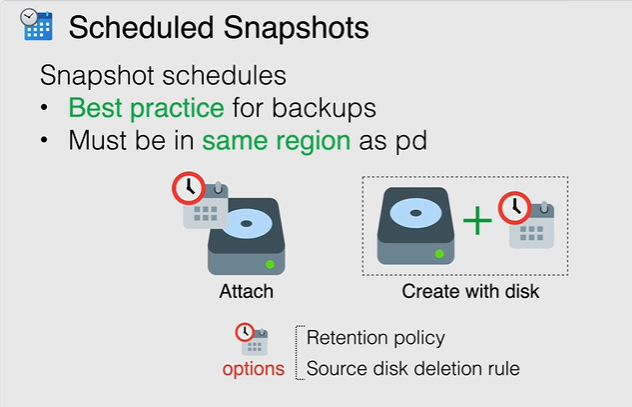 Scheduled Snapshots
Snapshot schedules
• Best practice for backups
• Must be in same region as pd
Attach
Create with disk
options
Retention policy
Source disk deletion rule